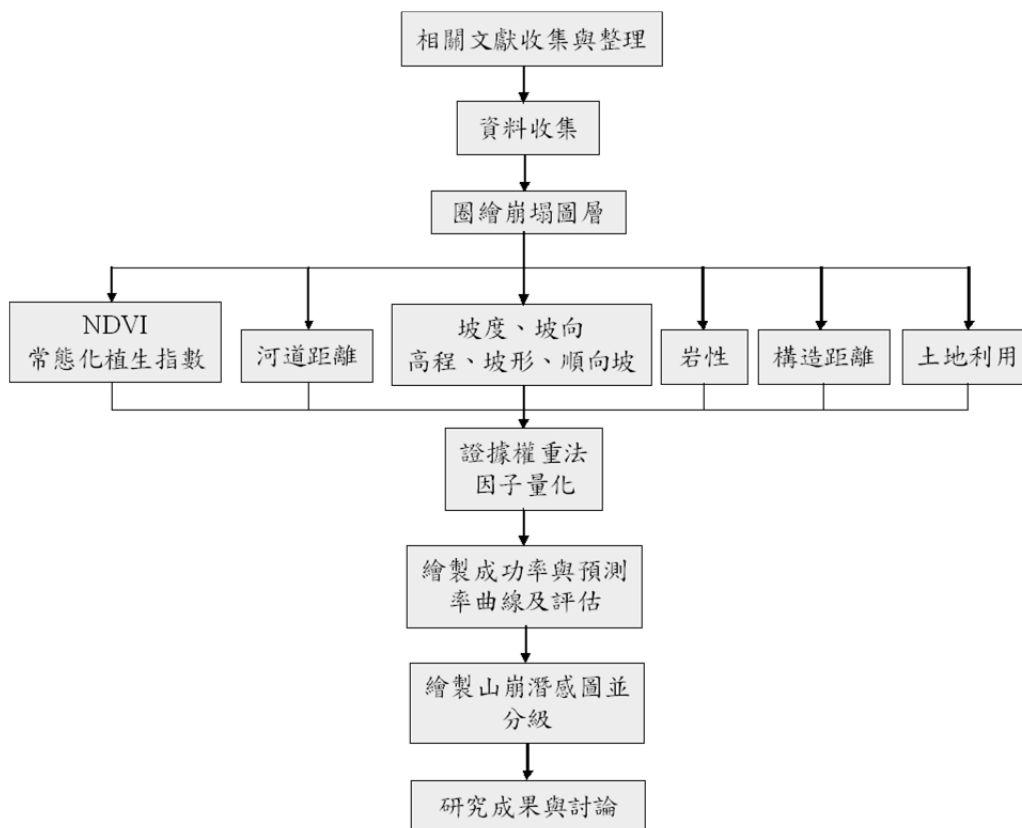 相關文獻收集與整理
資料收集
圈繪崩塌圖層
NDVI
常態化植生指數
河道距離
坡度、坡向
高程、坡形、順向坡
岩性
構造距離
土地利用
證據權重法
因子量化
繪製成功率與預測
率曲線及評估
繪製山崩潛感圖並
分級
研究成果與討論